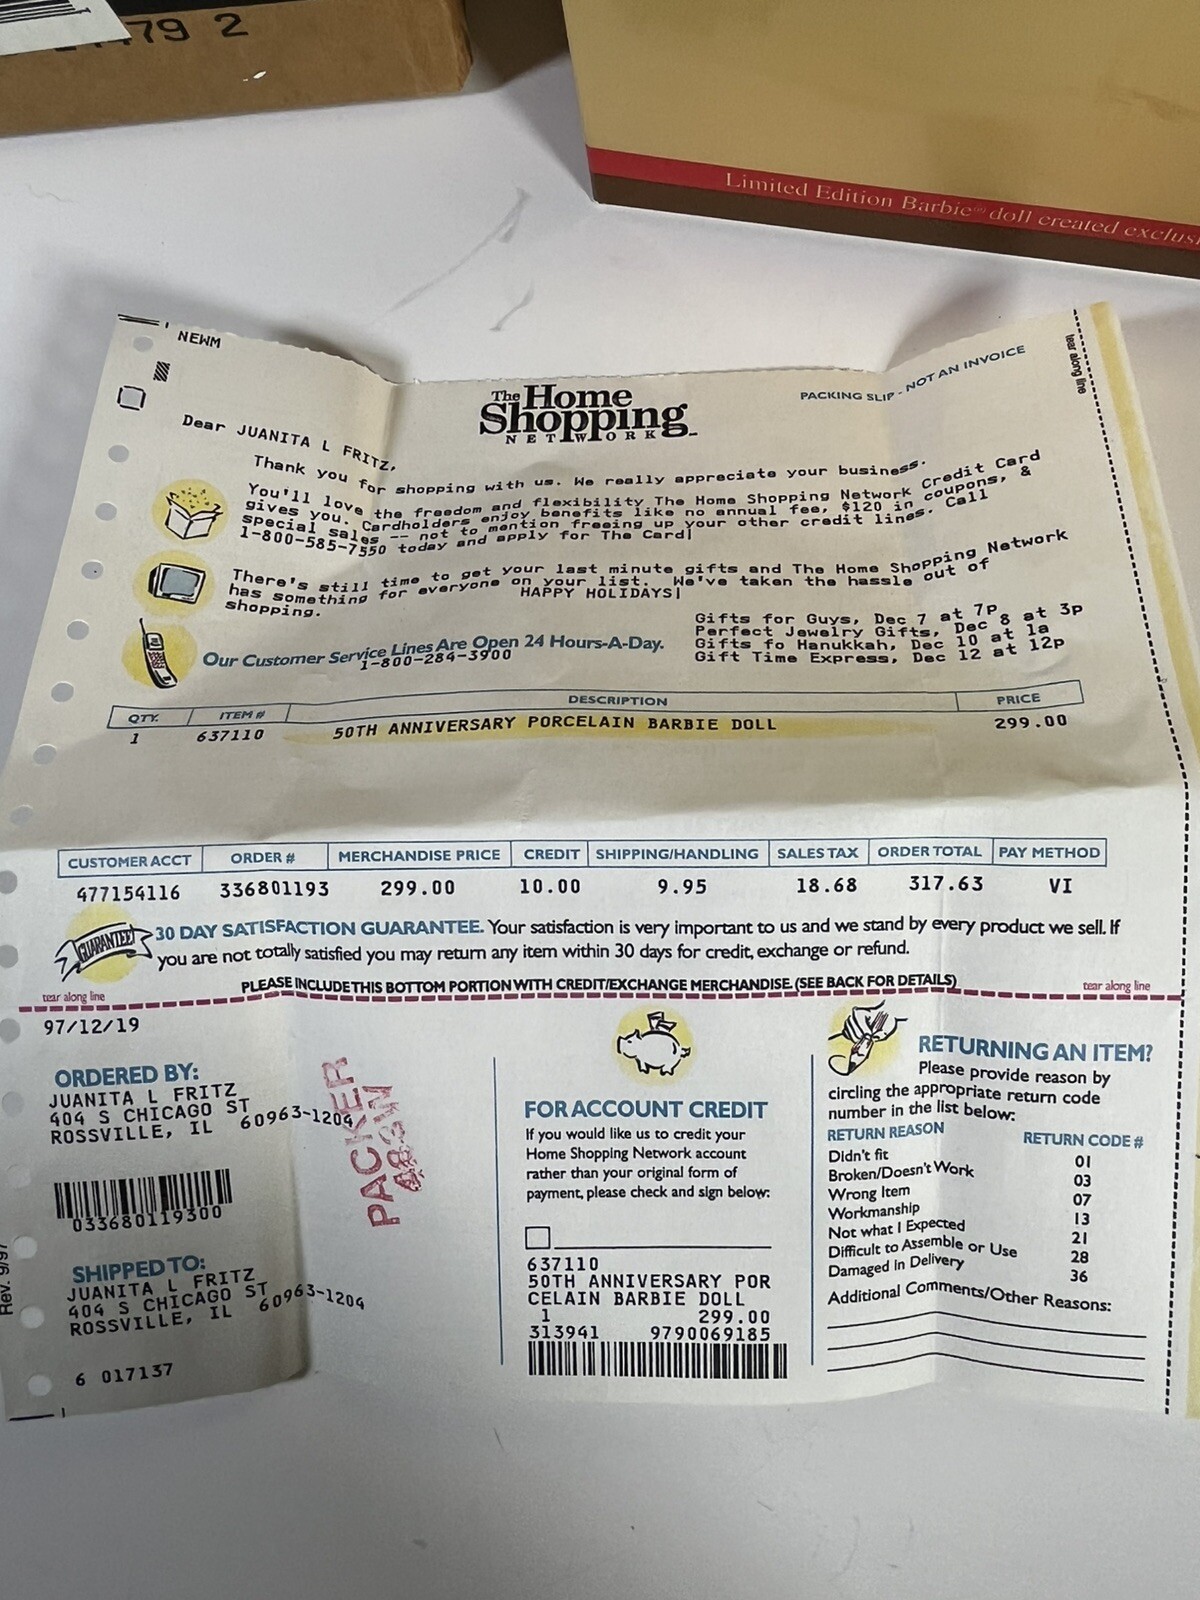 79 2
Limited Edition Barbie® doll created exclus
NEWM
The Home
Shopping
NETWORK
PACKING SLIP - NOT AN INVOICE
tear along line
Dear JUANITA L FRITZ,
Thank you for shopping with us. We really appreciate your business.
You'll love the freedom and flexibility The Home Shopping Network Credit Card
gives you. Cardholders enjoy benefits like no annual fee, $120 in coupons, &
special sales -- not to mention freeing up your other credit lines. Call
1-800-585-7550 today and apply for The Card|
There's still time to get your last minute gifts and The Home Shopping Network
has something for everyone on your list. We've taken the hassle out of
shopping.
HAPPY HOLIDAYS|
Our Customer Service Lines Are Open 24 Hours-A-Day.
1-800-284-3900
Gifts for Guys, Dec 7 at 7p
Perfect Jewelry Gifts, Dec 8 at 3p
Gifts fo Hanukkah, Dec 10 at 1a
Gift Time Express, Dec 12 at 12p
QTY. ITEM # DESCRIPTION PRICE
1 637110 50TH ANNIVERSARY PORCELAIN BARBIE DOLL 299.00
CUSTOMER ACCT ORDER # MERCHANDISE PRICE CREDIT SHIPPING/HANDLING SALES TAX ORDER TOTAL PAY METHOD
477154116 336801193 299.00 10.00 9.95 18.68 317.63 VI
GUARANTEE
30 DAY SATISFACTION GUARANTEE. Your satisfaction is very important to us and we stand by every product we sell. If
you are not totally satisfied you may return any item within 30 days for credit, exchange or refund.
PLEASE INCLUDE THIS BOTTOM PORTION WITH CREDIT/EXCHANGE MERCHANDISE. (SEE BACK FOR DETAILS)
tear along line
tear along line
97/12/19
ORDERED BY:
JUANITA L FRITZ
404 S CHICAGO ST
ROSSVILLE, IL 60963-1204
033680119300
SHIPPED TO:
JUANITA L FRITZ
404 S CHICAGO ST
ROSSVILLE, IL 60963-1204
6 017137
Rev. 9/97
PACKER
FOR ACCOUNT CREDIT
If you would like us to credit your
Home Shopping Network account
rather than your original form of
payment, please check and sign below:
637110
50TH ANNIVERSARY POR
CELAIN BARBIE DOLL
1 299.00
313941 9790069185
RETURNING AN ITEM?
Please provide reason by
circling the appropriate return code
number in the list below:
RETURN REASON RETURN CODE #
Didn't fit 01
Broken/Doesn't Work 03
Wrong Item 07
Workmanship 13
Not what I Expected 21
Difficult to Assemble or Use 28
Damaged In Delivery 36
Additional Comments/Other Reasons: